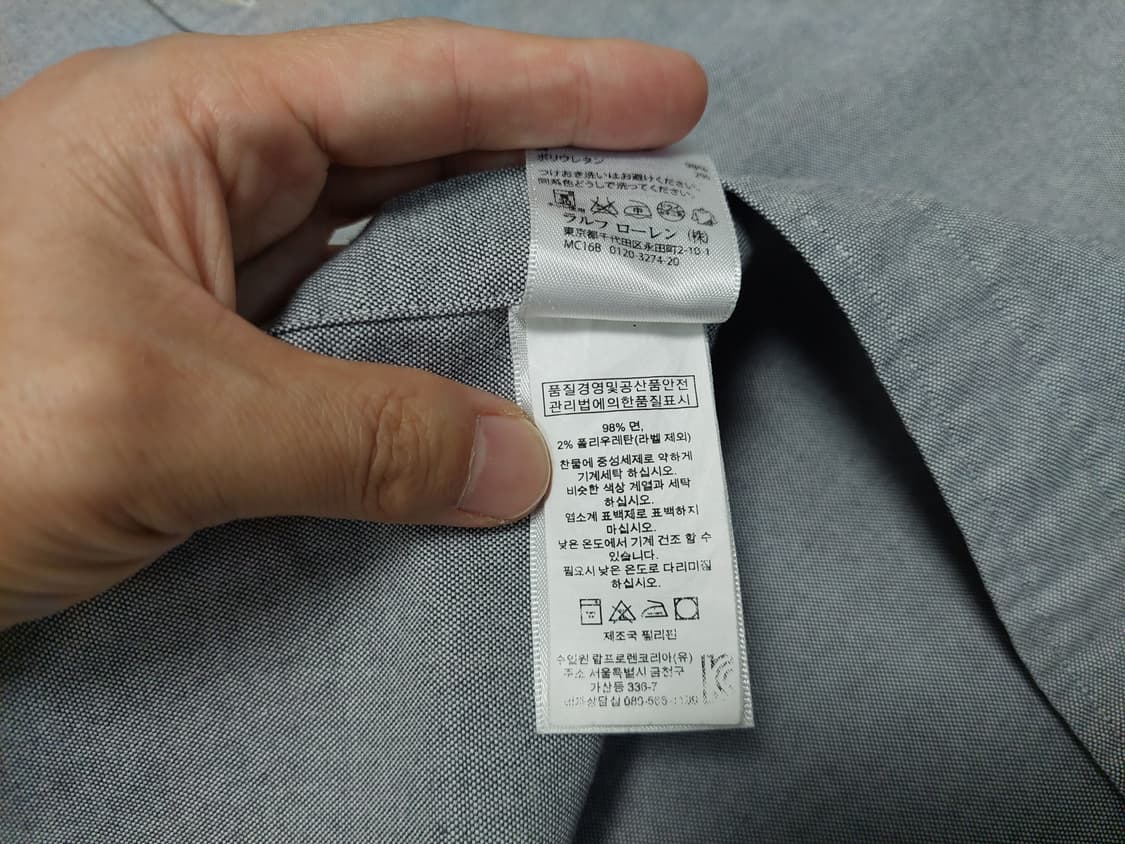 ポリウレタン
つけおき洗いはお避けください。
同系色どうしで洗ってください。
ラルフ ローレン (株)
東京都千代田区永田町2-10-1
MC16B 0120-3274-20
품질경영및공산품안전
관리법에의한품질표시
98% 면,
2% 폴리우레탄(라벨 제외)
찬물에 중성세제로 약하게
기계세탁 하십시오.
비슷한 색상 계열과 세탁
하십시오.
염소계 표백제로 표백하지
마십시오.
낮은 온도에서 기계 건조 할 수
있습니다.
필요시 낮은 온도로 다리미질
하십시오.
제조국 필리핀
수입원 랄프로렌코리아(유)
주소 서울특별시 금천구
가산동 336-7